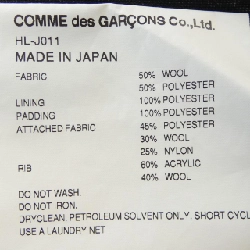 COMME des GARÇONS Co.,Ltd.
HL-J011
MADE IN JAPAN
FABRIC 50% WOOL
50% POLYESTER
LINING 100% POLYESTER
PADDING 100% POLYESTER
ATTACHED FABRIC 45% POLYESTER
30% WOOL
25% NYLON
RIB 60% ACRYLIC
40% WOOL
DO NOT WASH.
DO NOT IRON.
DRYCLEAN. PETROLLUM SOLVENT ONLY. SHORT CYCL
USE A LAUNDRY NET